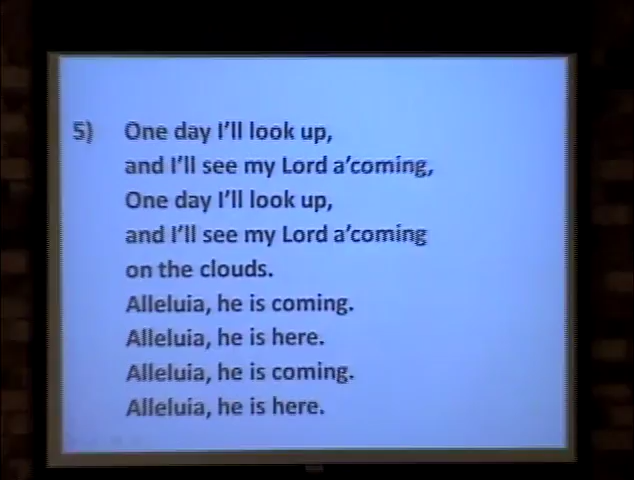 5) One day I'll look up,
and I'll see my Lord a'coming,
One day I'll look up,
and I'll see my Lord a'coming
on the clouds.
Alleluia, he is coming.
Alleluia, he is here.
Alleluia, he is coming.
Alleluia, he is here.